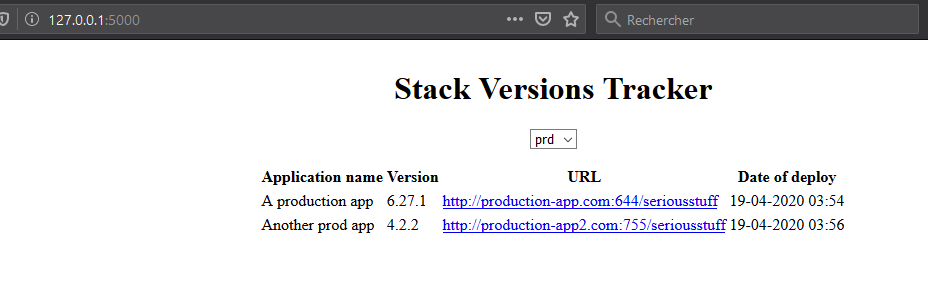 127.0.0.1:5000
Rechercher
Stack Versions Tracker
prd
Application name Version URL Date of deploy
A production app 6.27.1 http://production-app.com:644/seriousstuff 19-04-2020 03:54
Another prod app 4.2.2 http://production-app2.com:755/seriousstuff 19-04-2020 03:56